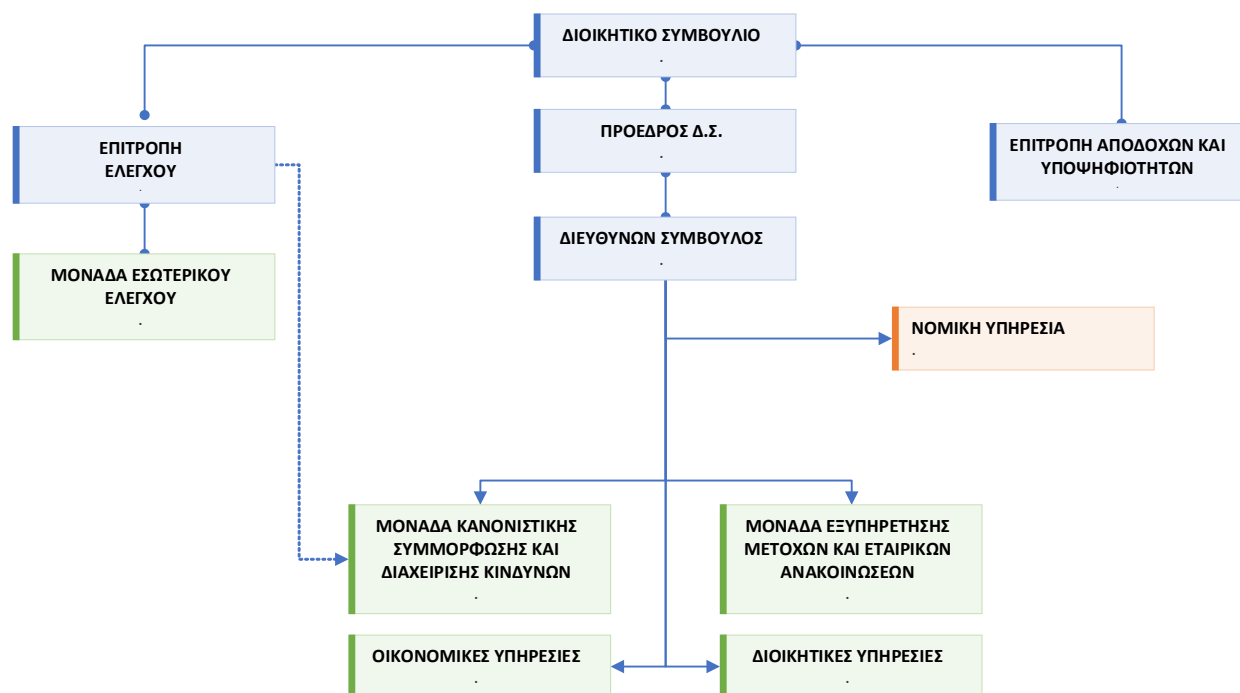 ΔΙΟΙΚΗΤΙΚΟ ΣΥΜΒΟΥΛΙΟ
.
ΠΡΟΕΔΡΟΣ Δ.Σ.
.
ΕΠΙΤΡΟΠΗ
ΕΛΕΓΧΟΥ
.
ΕΠΙΤΡΟΠΗ ΑΠΟΔΟΧΩΝ ΚΑΙ
ΥΠΟΨΗΦΙΟΤΗΤΩΝ
.
ΔΙΕΥΘΥΝΩΝ ΣΥΜΒΟΥΛΟΣ
.
ΜΟΝΑΔΑ ΕΣΩΤΕΡΙΚΟΥ
ΕΛΕΓΧΟΥ
.
ΝΟΜΙΚΗ ΥΠΗΡΕΣΙΑ
.
ΜΟΝΑΔΑ ΚΑΝΟΝΙΣΤΙΚΗΣ
ΣΥΜΜΟΡΦΩΣΗΣ ΚΑΙ
ΔΙΑΧΕΙΡΙΣΗΣ ΚΙΝΔΥΝΩΝ
.
ΜΟΝΑΔΑ ΕΞΥΠΗΡΕΤΗΣΗΣ
ΜΕΤΟΧΩΝ ΚΑΙ ΕΤΑΙΡΙΚΩΝ
ΑΝΑΚΟΙΝΩΣΕΩΝ
.
ΟΙΚΟΝΟΜΙΚΕΣ ΥΠΗΡΕΣΙΕΣ
.
ΔΙΟΙΚΗΤΙΚΕΣ ΥΠΗΡΕΣΙΕΣ
.